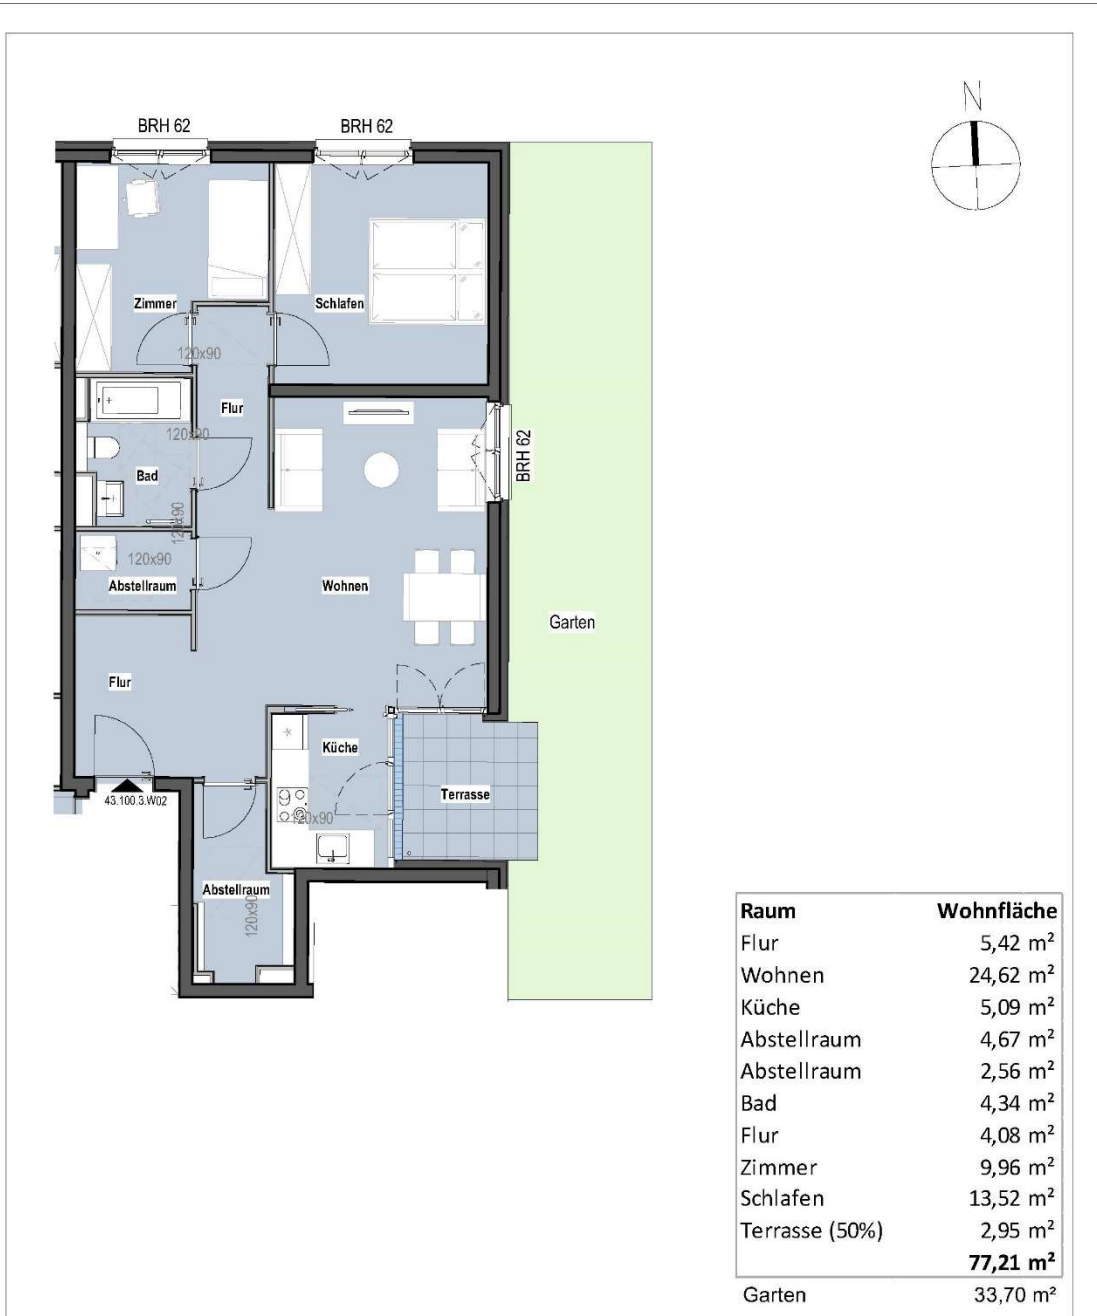 N
BRH 62 BRH 62
Zimmer Schlafen
120x90
Flur
120x90
BRH 62
Bad
120x90
120x90
Abstellraum Wohnen
Garten
Flur
Küche
43.100.3.W02
Terrasse
120x90
Abstellraum
120x90
Raum Wohnfläche
Flur 5,42 m²
Wohnen 24,62 m²
Küche 5,09 m²
Abstellraum 4,67 m²
Abstellraum 2,56 m²
Bad 4,34 m²
Flur 4,08 m²
Zimmer 9,96 m²
Schlafen 13,52 m²
Terrasse (50%) 2,95 m²
77,21 m²
Garten 33,70 m²